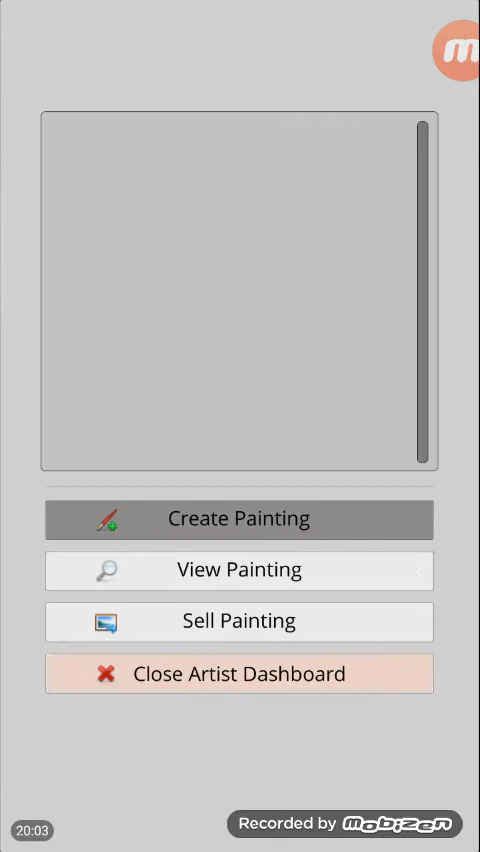 M
Create Painting
View Painting
Sell Painting
Close Artist Dashboard
20:03
Recorded by mobizen